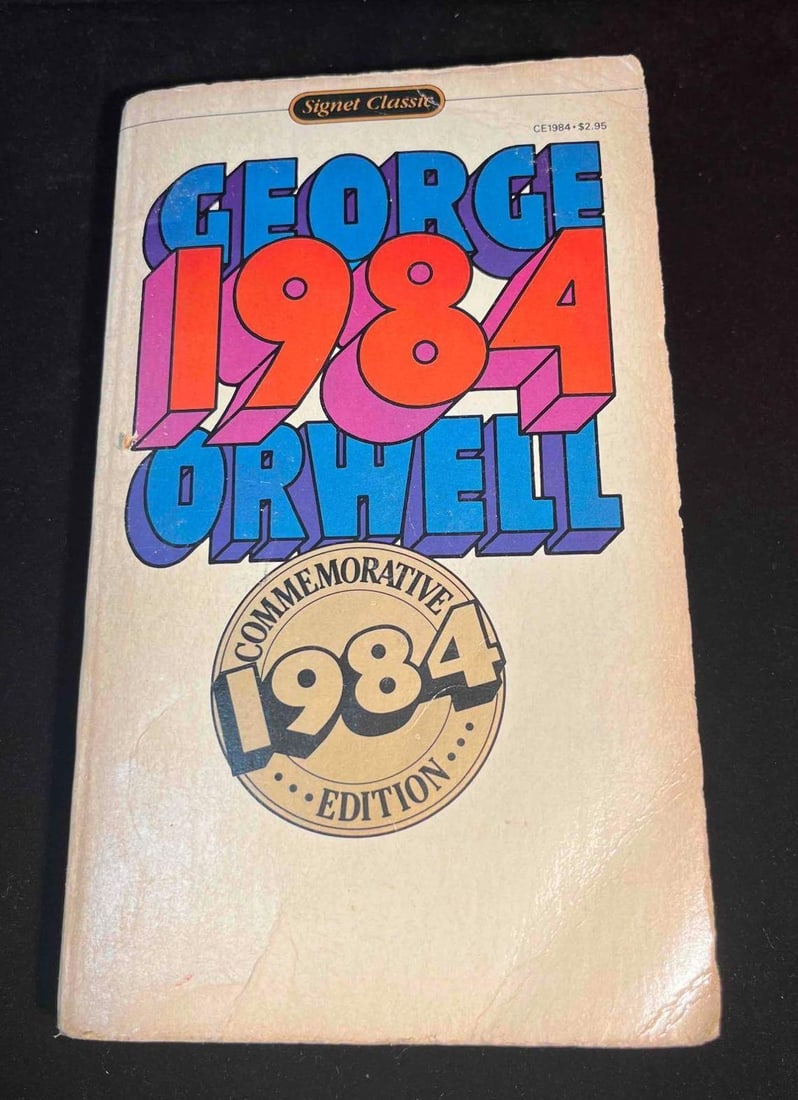 Signet Classic
CE1984 • $2.95
GEORGE
1984
ORWELL
COMMEMORATIVE
1984
• • • EDITION • • •